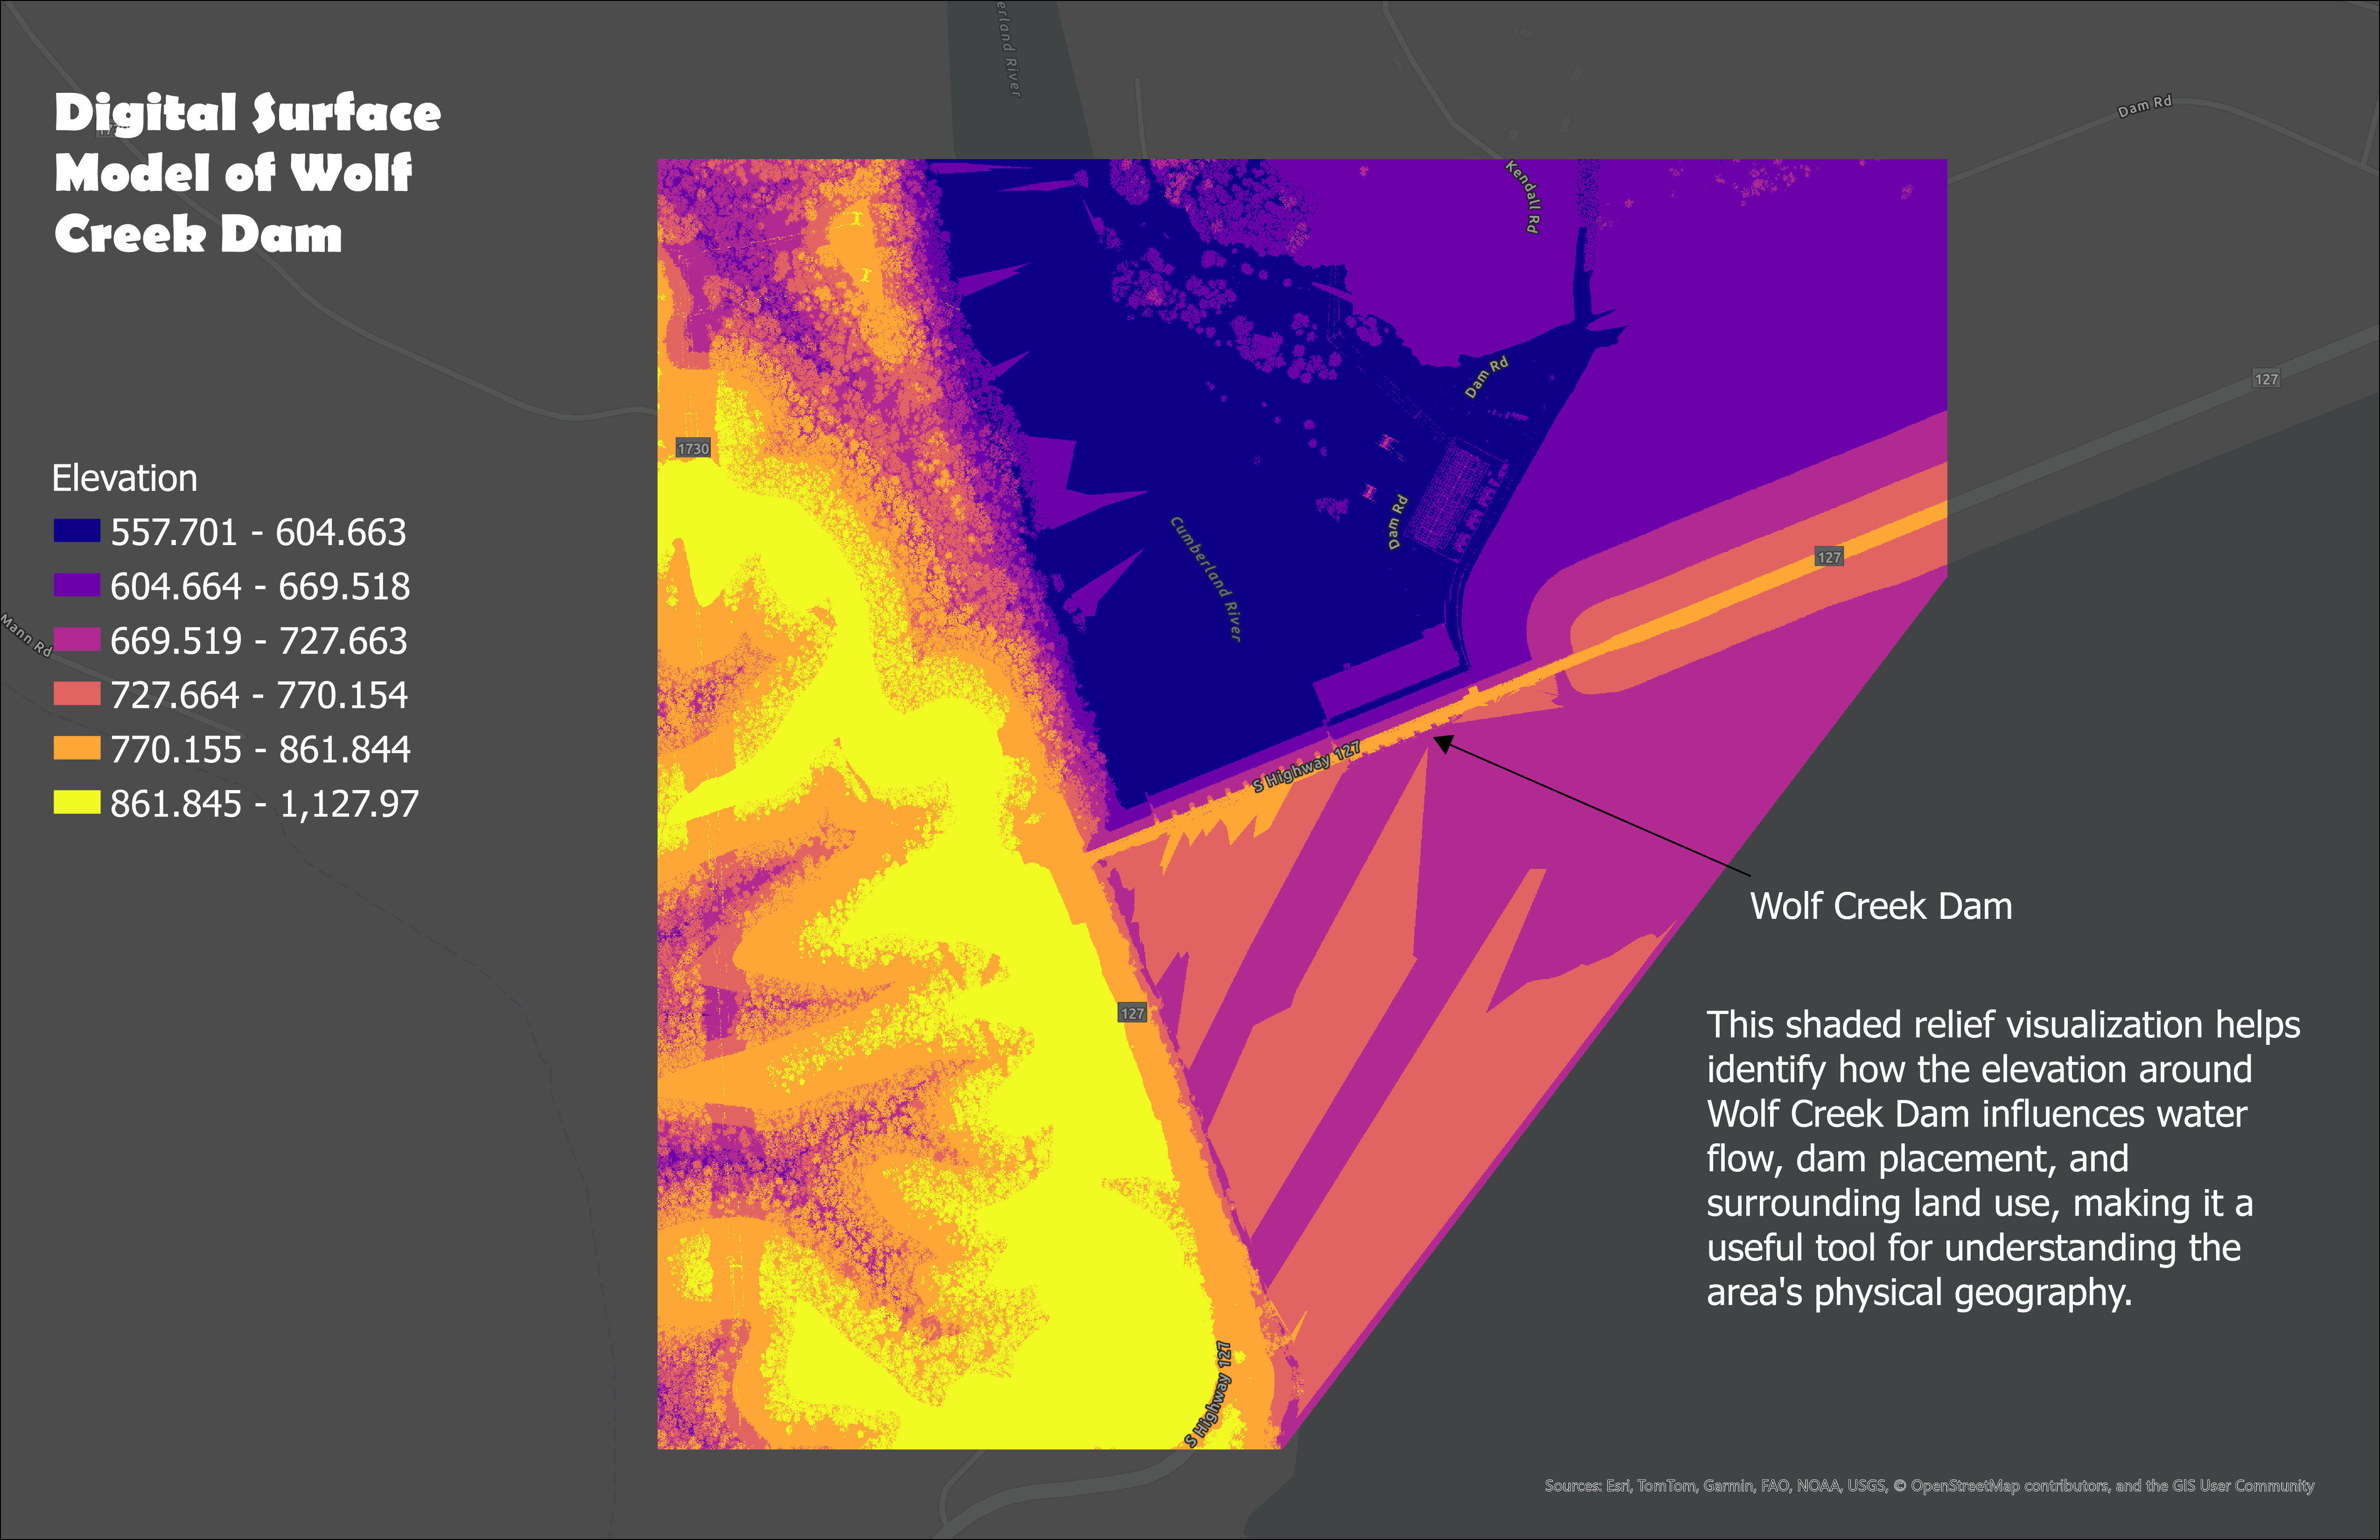 erland River
Digital Surface
Model of Wolf
Creek Dam
Dam Rd
Kendall Rd
Dam Rd
127
1730
Elevation
557.701 - 604.663
604.664 - 669.518
669.519 - 727.663
727.664 - 770.154
770.155 - 861.844
861.845 - 1,127.97
Mann Rd
Dam Rd
Cumberland River
127
S Highway 127
Wolf Creek Dam
127
This shaded relief visualization helps
identify how the elevation around
Wolf Creek Dam influences water
flow, dam placement, and
surrounding land use, making it a
useful tool for understanding the
area's physical geography.
S Highway 127
Sources: Esri, TomTom, Garmin, FAO, NOAA, USGS, © OpenStreetMap contributors, and the GIS User Community